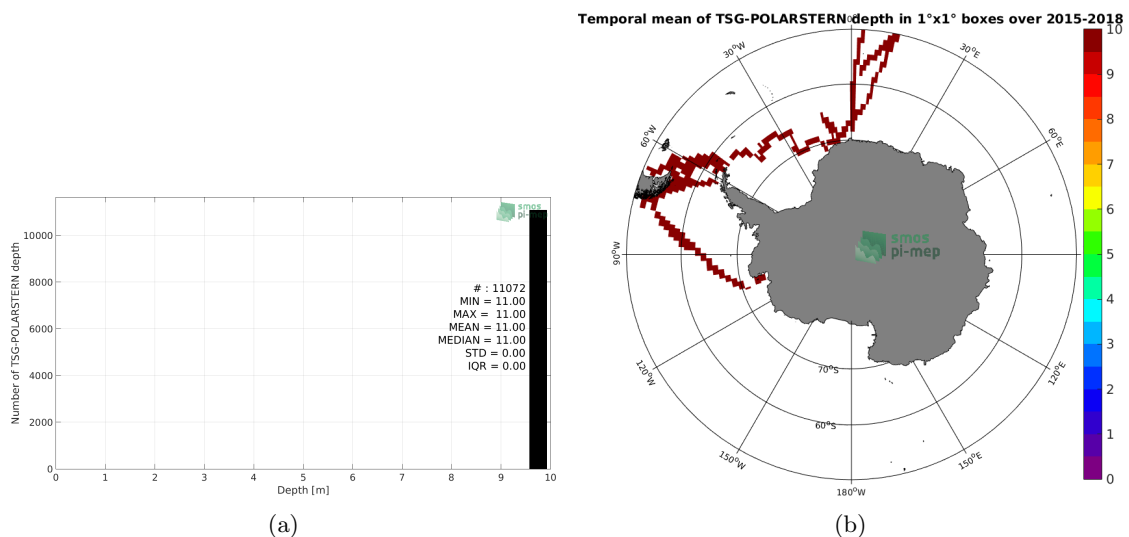 Number of TSG-POLARSTERN depth
10000
8000
6000
4000
2000
0
smos
pi-mep
# : 11072
MIN = 11.00
MAX = 11.00
MEAN = 11.00
MEDIAN = 11.00
STD = 0.00
IQR = 0.00
0 1 2 3 4 5 6 7 8 9 10
Depth [m]
(a)
Temporal mean of TSG-POLARSTERN depth in 1°x1° boxes over 2015-2018
0°
30°W
30°E
60°W
60°E
90°W
120°W
120°E
150°W
150°E
180°W
70°S
60°S
smos
pi-mep
10
9
8
7
6
5
4
3
2
1
0
(b)